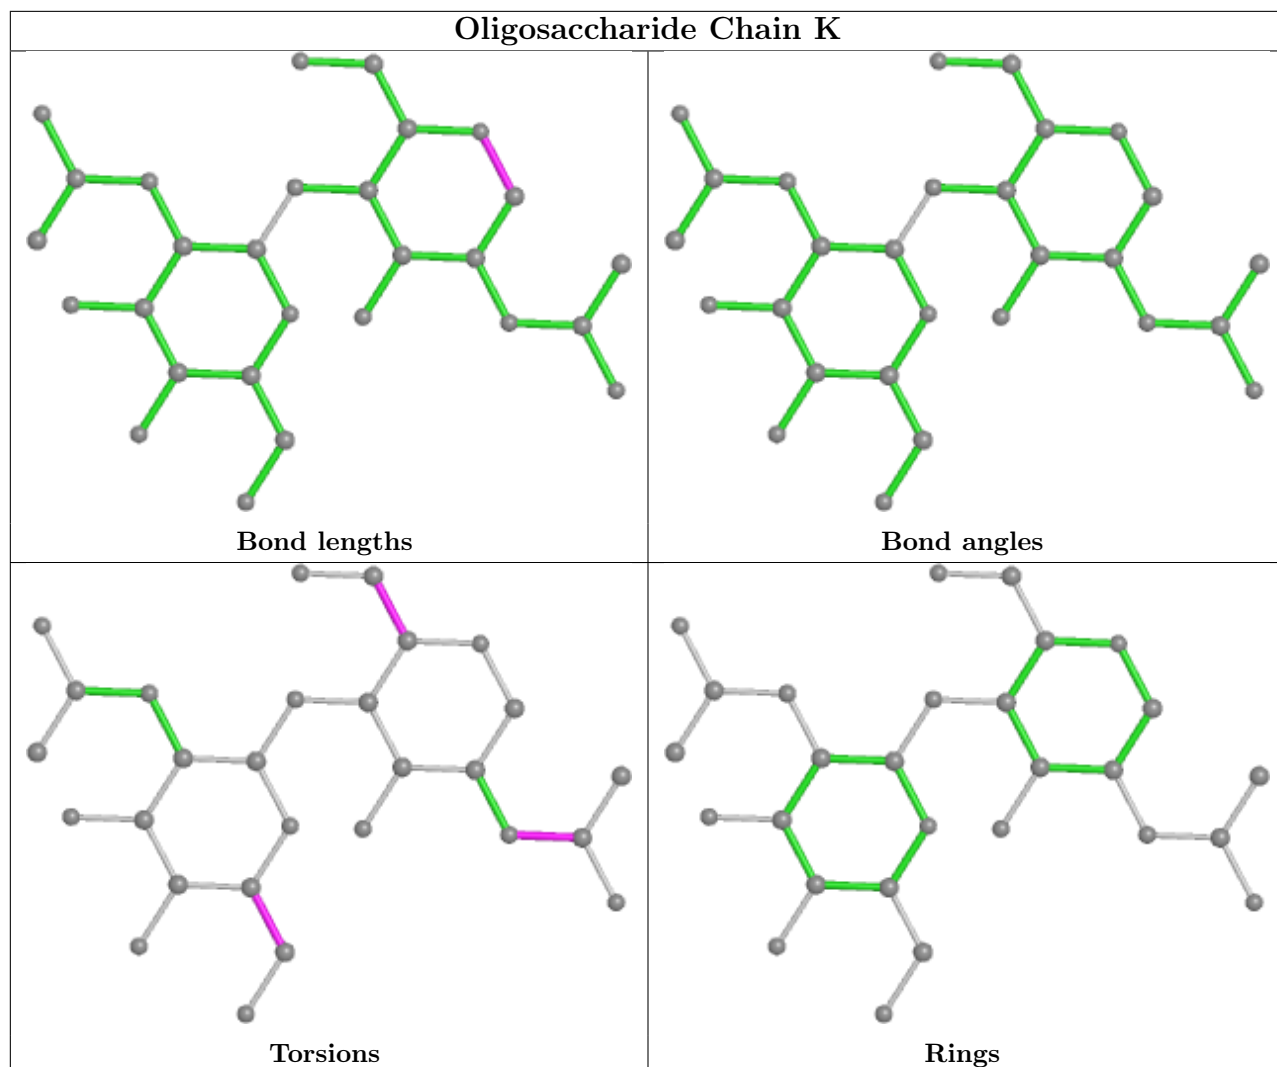 Oligosaccharide Chain K
Bond lengths
Bond angles
Torsions
Rings